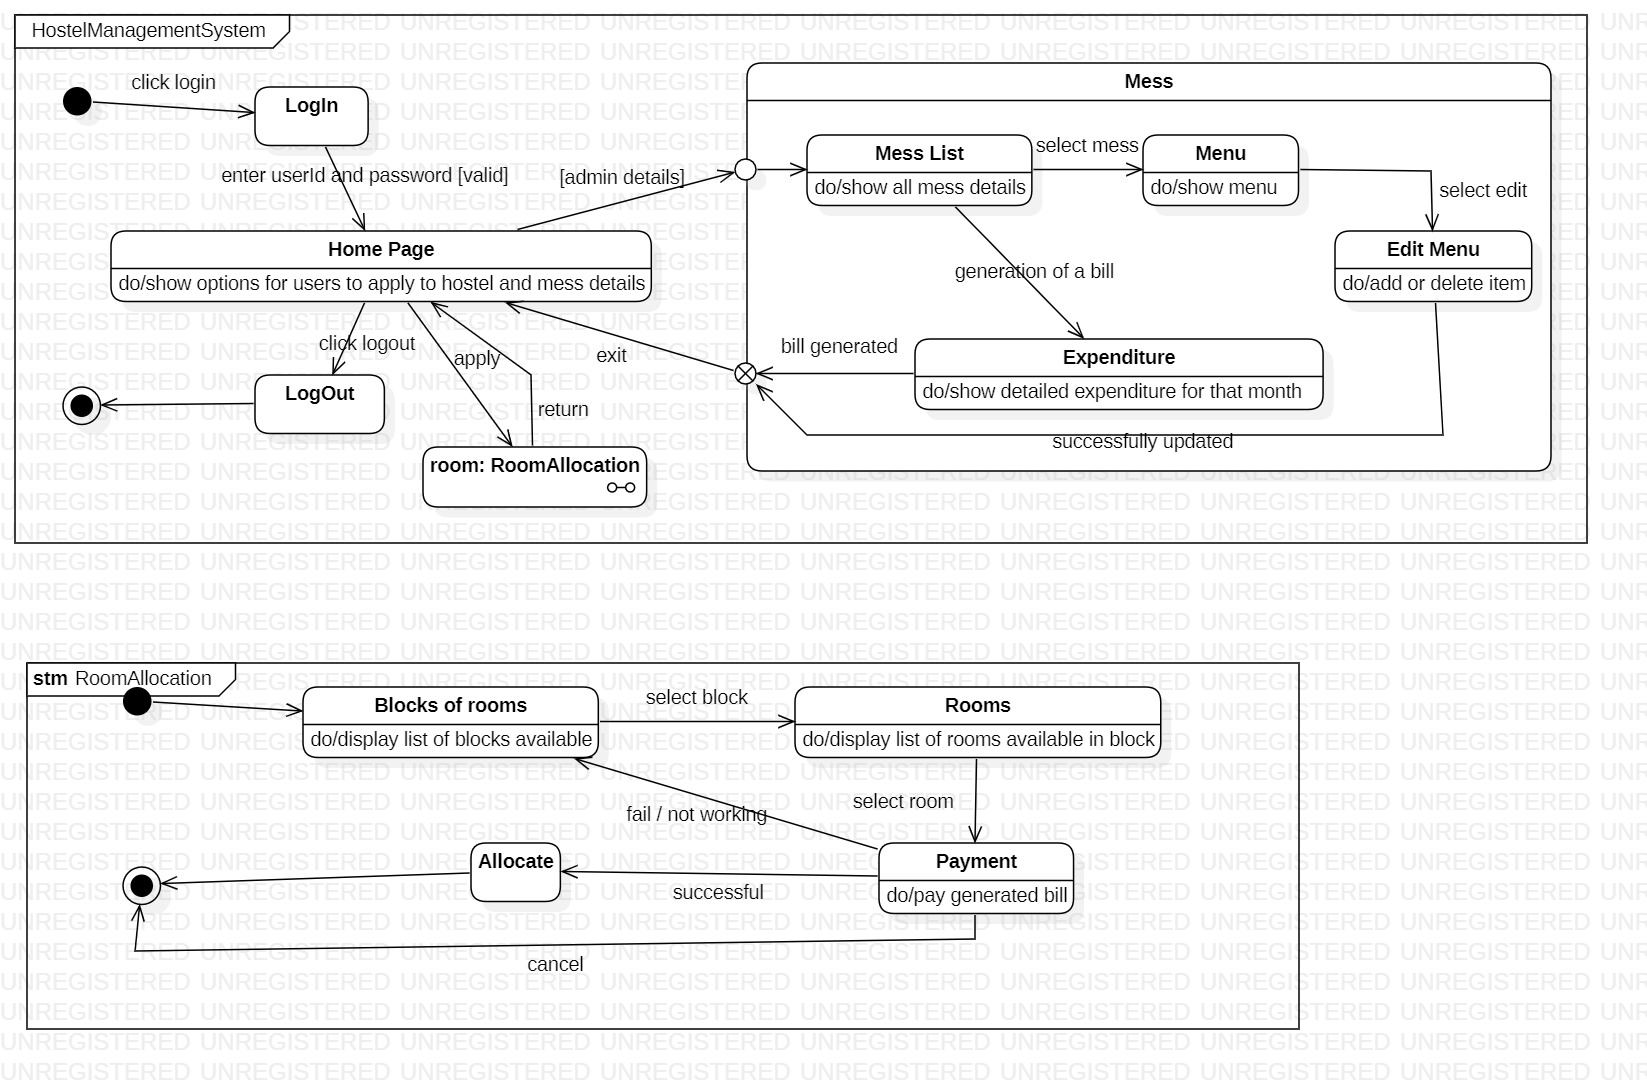 HostelManagementSystem
click login
LogIn
enter userId and password [valid]
[admin details]
Home Page
do/show options for users to apply to hostel and mess details
click logout
LogOut
apply
return
exit
room: RoomAllocation
Mess
Mess List
do/show all mess details
select mess
Menu
do/show menu
select edit
Edit Menu
do/add or delete item
generation of a bill
bill generated
Expenditure
do/show detailed expenditure for that month
successfully updated
stm RoomAllocation
Blocks of rooms
do/display list of blocks available
select block
Rooms
do/display list of rooms available in block
fail / not working
select room
Allocate
successful
Payment
do/pay generated bill
cancel
UNREGISTERED